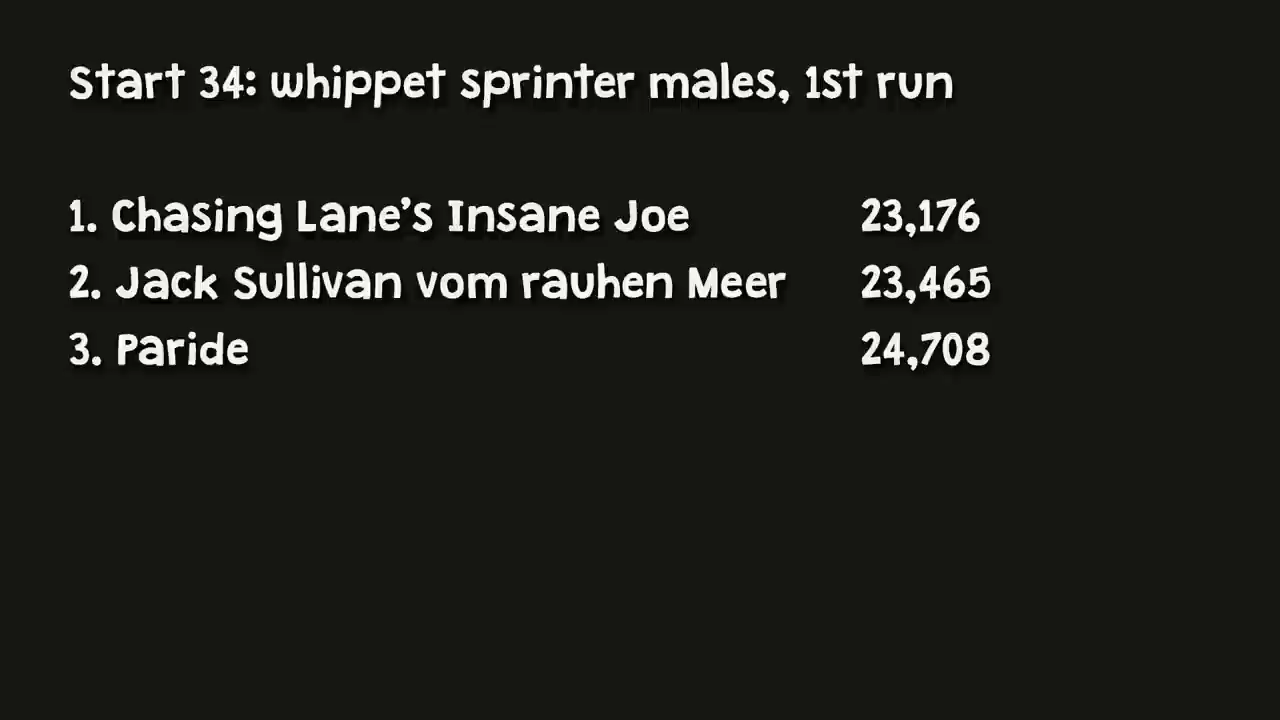 Start 34: whippet sprinter males, 1st run
1. Chasing Lane's Insane Joe 23,176
2. Jack Sullivan vom rauhen Meer 23,465
3. Paride 24,708